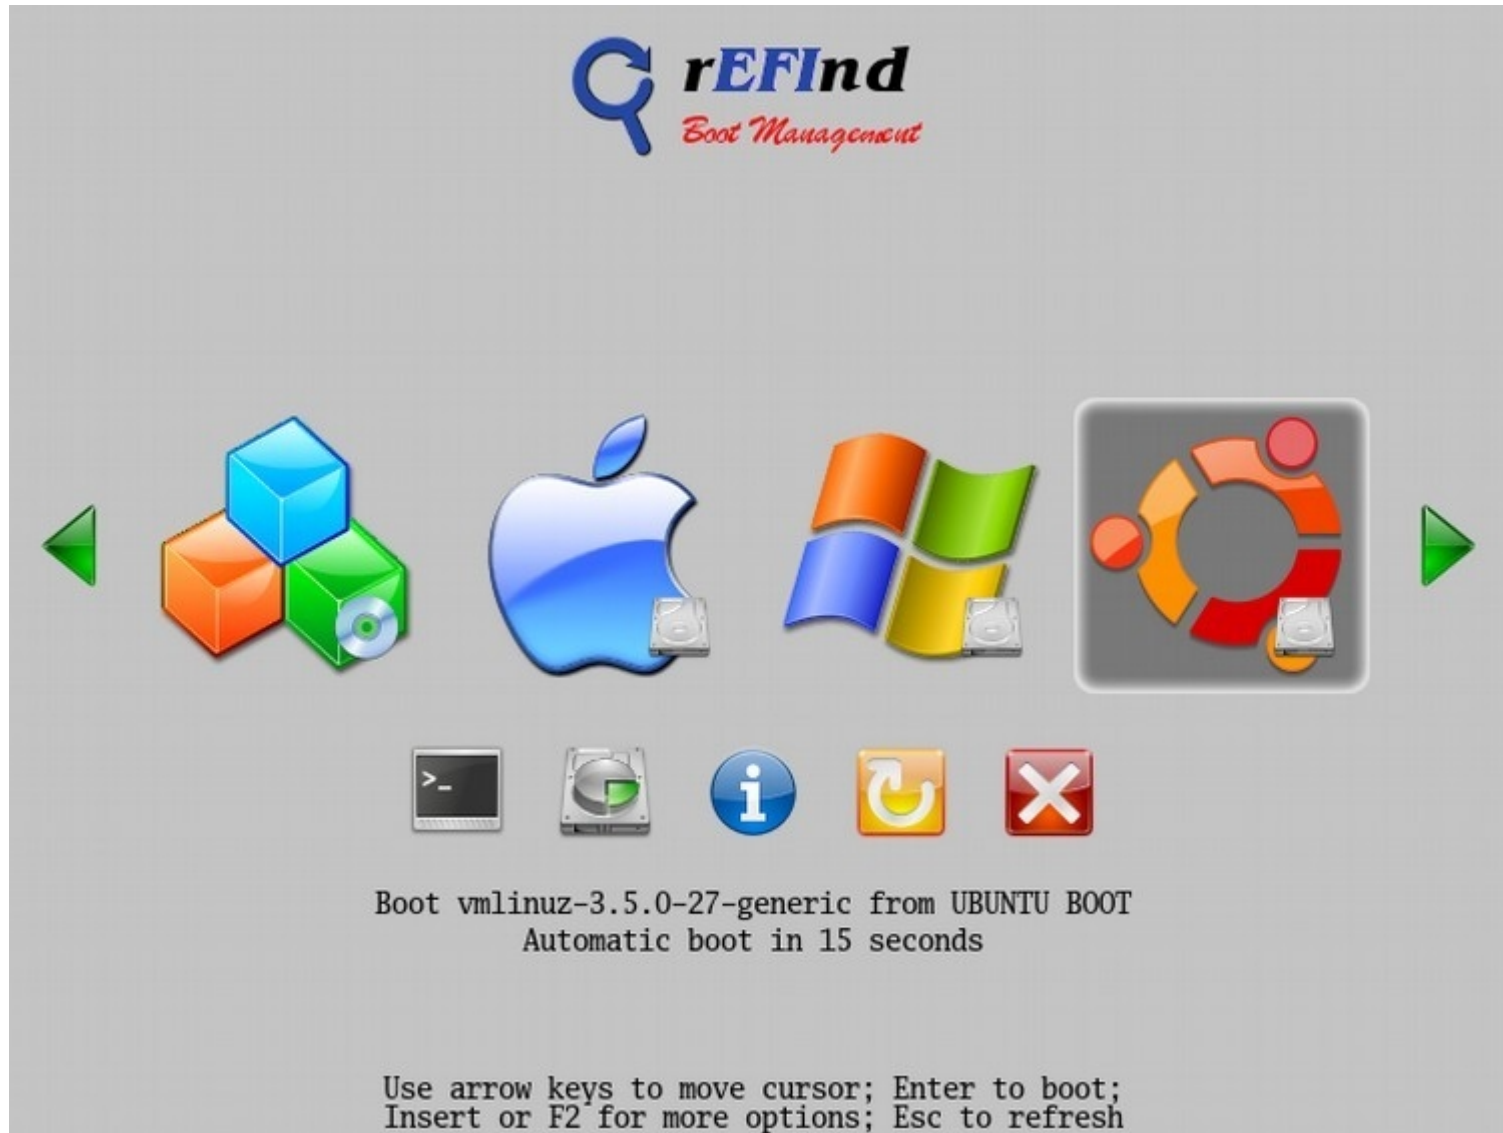 rEFInd
Boot Management
>_
i
Boot vmlinuz-3.5.0-27-generic from UBUNTU BOOT
Automatic boot in 15 seconds
Use arrow keys to move cursor; Enter to boot;
Insert or F2 for more options; Esc to refresh